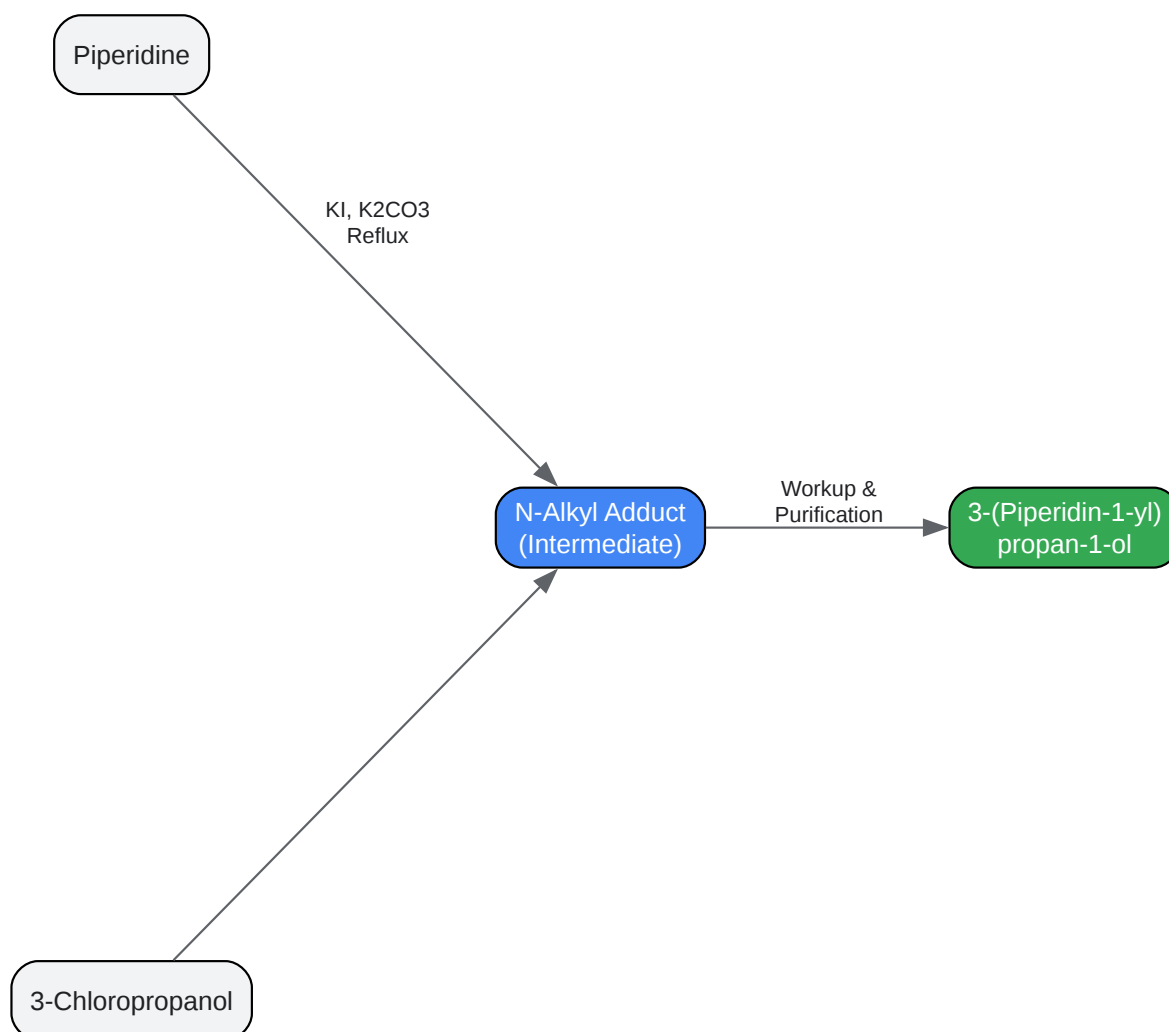 Piperidine
KI, K2CO3
Reflux
N-Alkyl Adduct
(Intermediate)
Workup &
Purification
3-(Piperidin-1-yl)
propan-1-ol
3-Chloropropanol